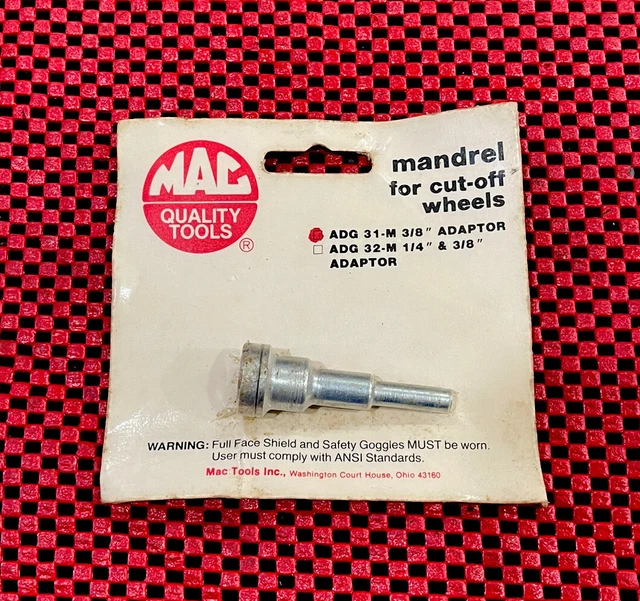 MAC
QUALITY
TOOLS
®
mandrel
for cut-off
wheels
ADG 31-M 3/8" ADAPTOR
ADG 32-M 1/4" & 3/8"
ADAPTOR
WARNING: Full Face Shield and Safety Goggles MUST be worn.
User must comply with ANSI Standards.
Mac Tools Inc., Washington Court House, Ohio 43160